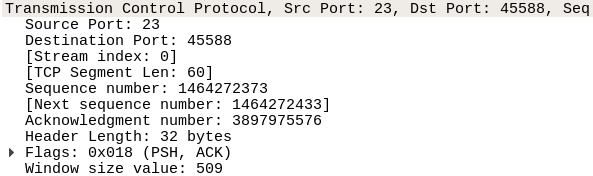 Transmission Control Protocol, Src Port: 23, Dst Port: 45588, Seq
Source Port: 23
Destination Port: 45588
[Stream index: 0]
[TCP Segment Len: 60]
Sequence number: 1464272373
[Next sequence number: 1464272433]
Acknowledgment number: 3897975576
Header Length: 32 bytes
Flags: 0x018 (PSH, ACK)
Window size value: 509